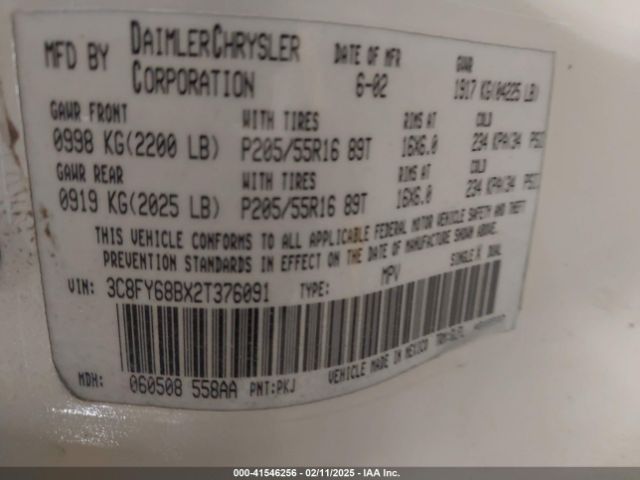 MFD BY DAIMLERCHRYSLER CORPORATION DATE OF MFR 6-02 GVWR 1917 KG(04225 LB)
GAWR FRONT WITH TIRES RIMS AT COLD
0998 KG(2200 LB) P205/55R16 89T 16X6.0 234 KPA/34 PSI
GAWR REAR WITH TIRES RIMS AT COLD
0919 KG(2025 LB) P205/55R16 89T 16X6.0 234 KPA/34 PSI
THIS VEHICLE CONFORMS TO ALL APPLICABLE FEDERAL MOTOR VEHICLE SAFETY AND THEFT
PREVENTION STANDARDS IN EFFECT ON THE DATE OF MANUFACTURE SHOWN ABOVE.
VIN: 3C8FY68BX2T376091 TYPE: MPV SINGLE X DUAL
MDH: 060508 558AA PNT:PKJ VEHICLE MADE IN MEXICO
000-41546256 - 02/11/2025 - IAA Inc.